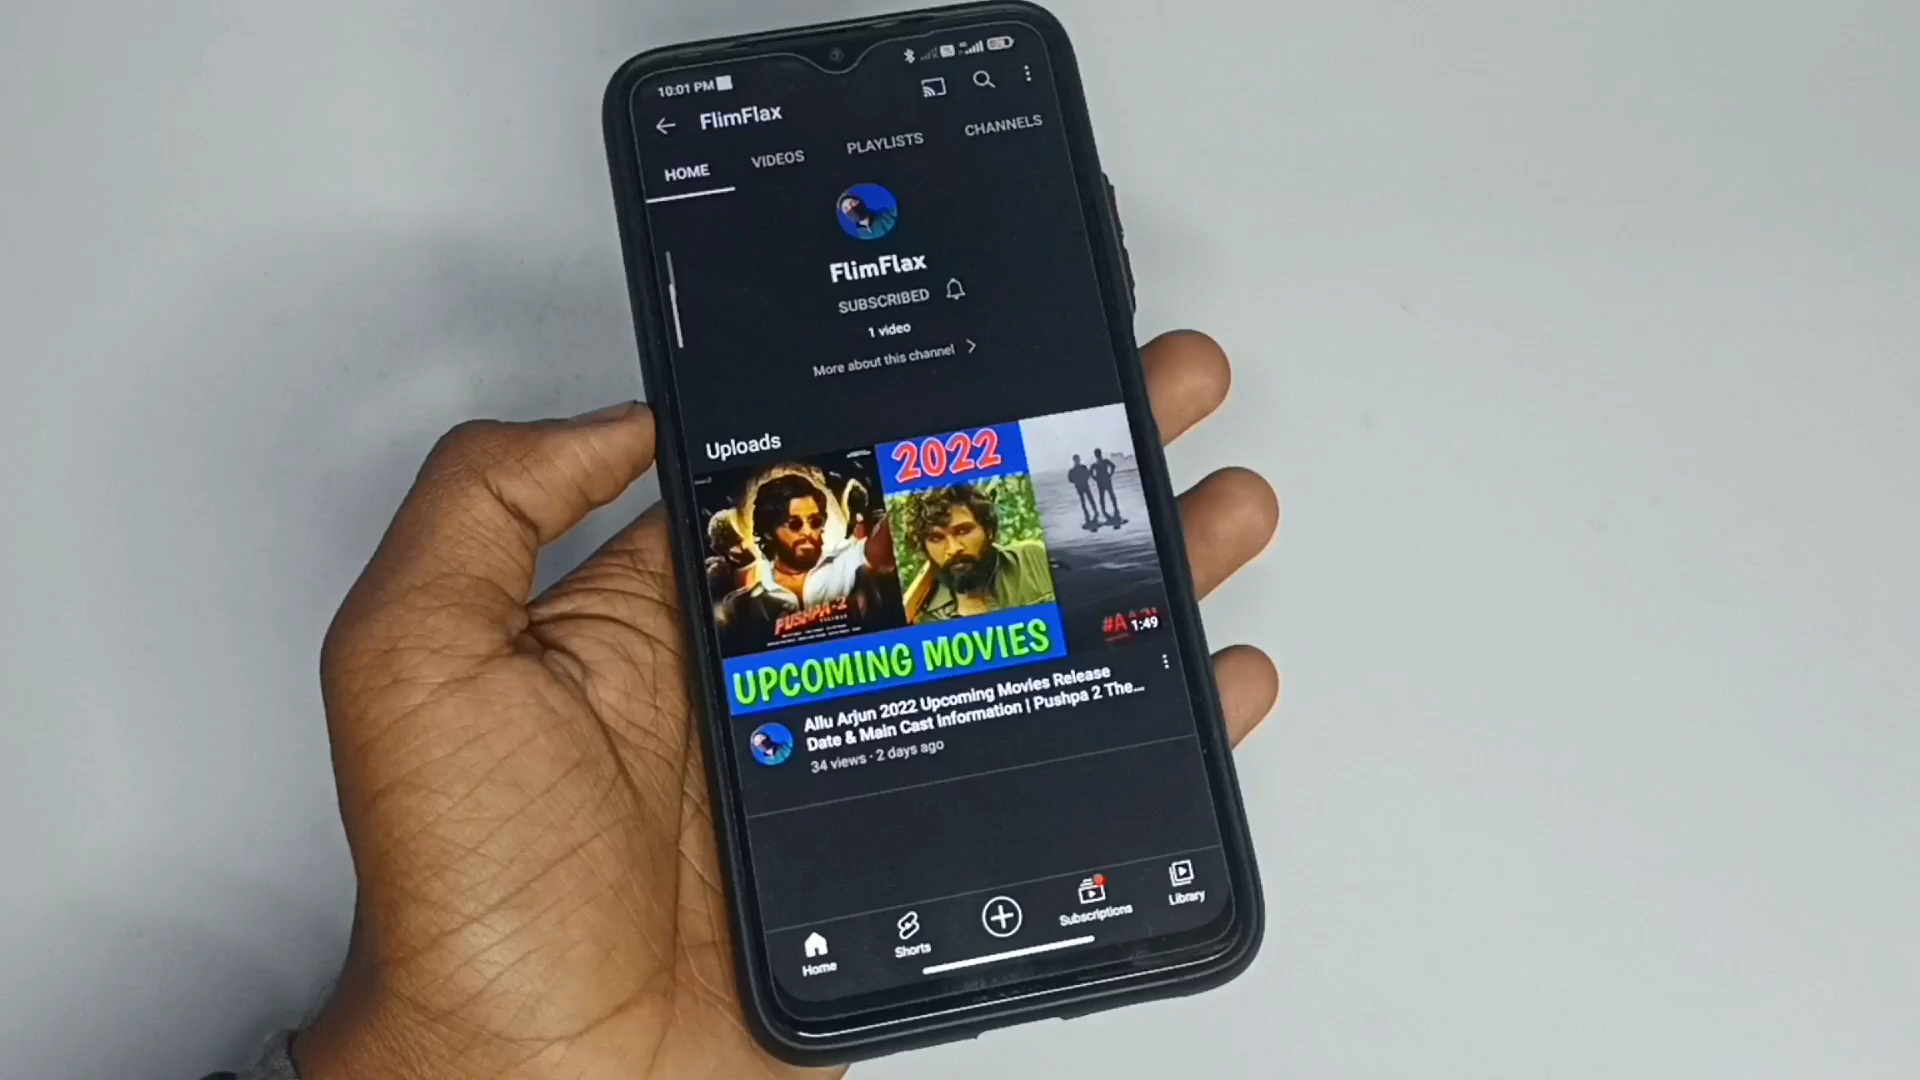 10:01 PM
FlimFlax
HOME
VIDEOS
PLAYLISTS
CHANNELS
FlimFlax
SUBSCRIBED
1 video
More about this channel
Uploads
2022
PUSHPA-2
#A
1:49
UPCOMING MOVIES
Allu Arjun 2022 Upcoming Movies Release
Date & Main Cast Information | Pushpa 2 The...
34 views · 2 days ago
Home
Shorts
Subscriptions
Library